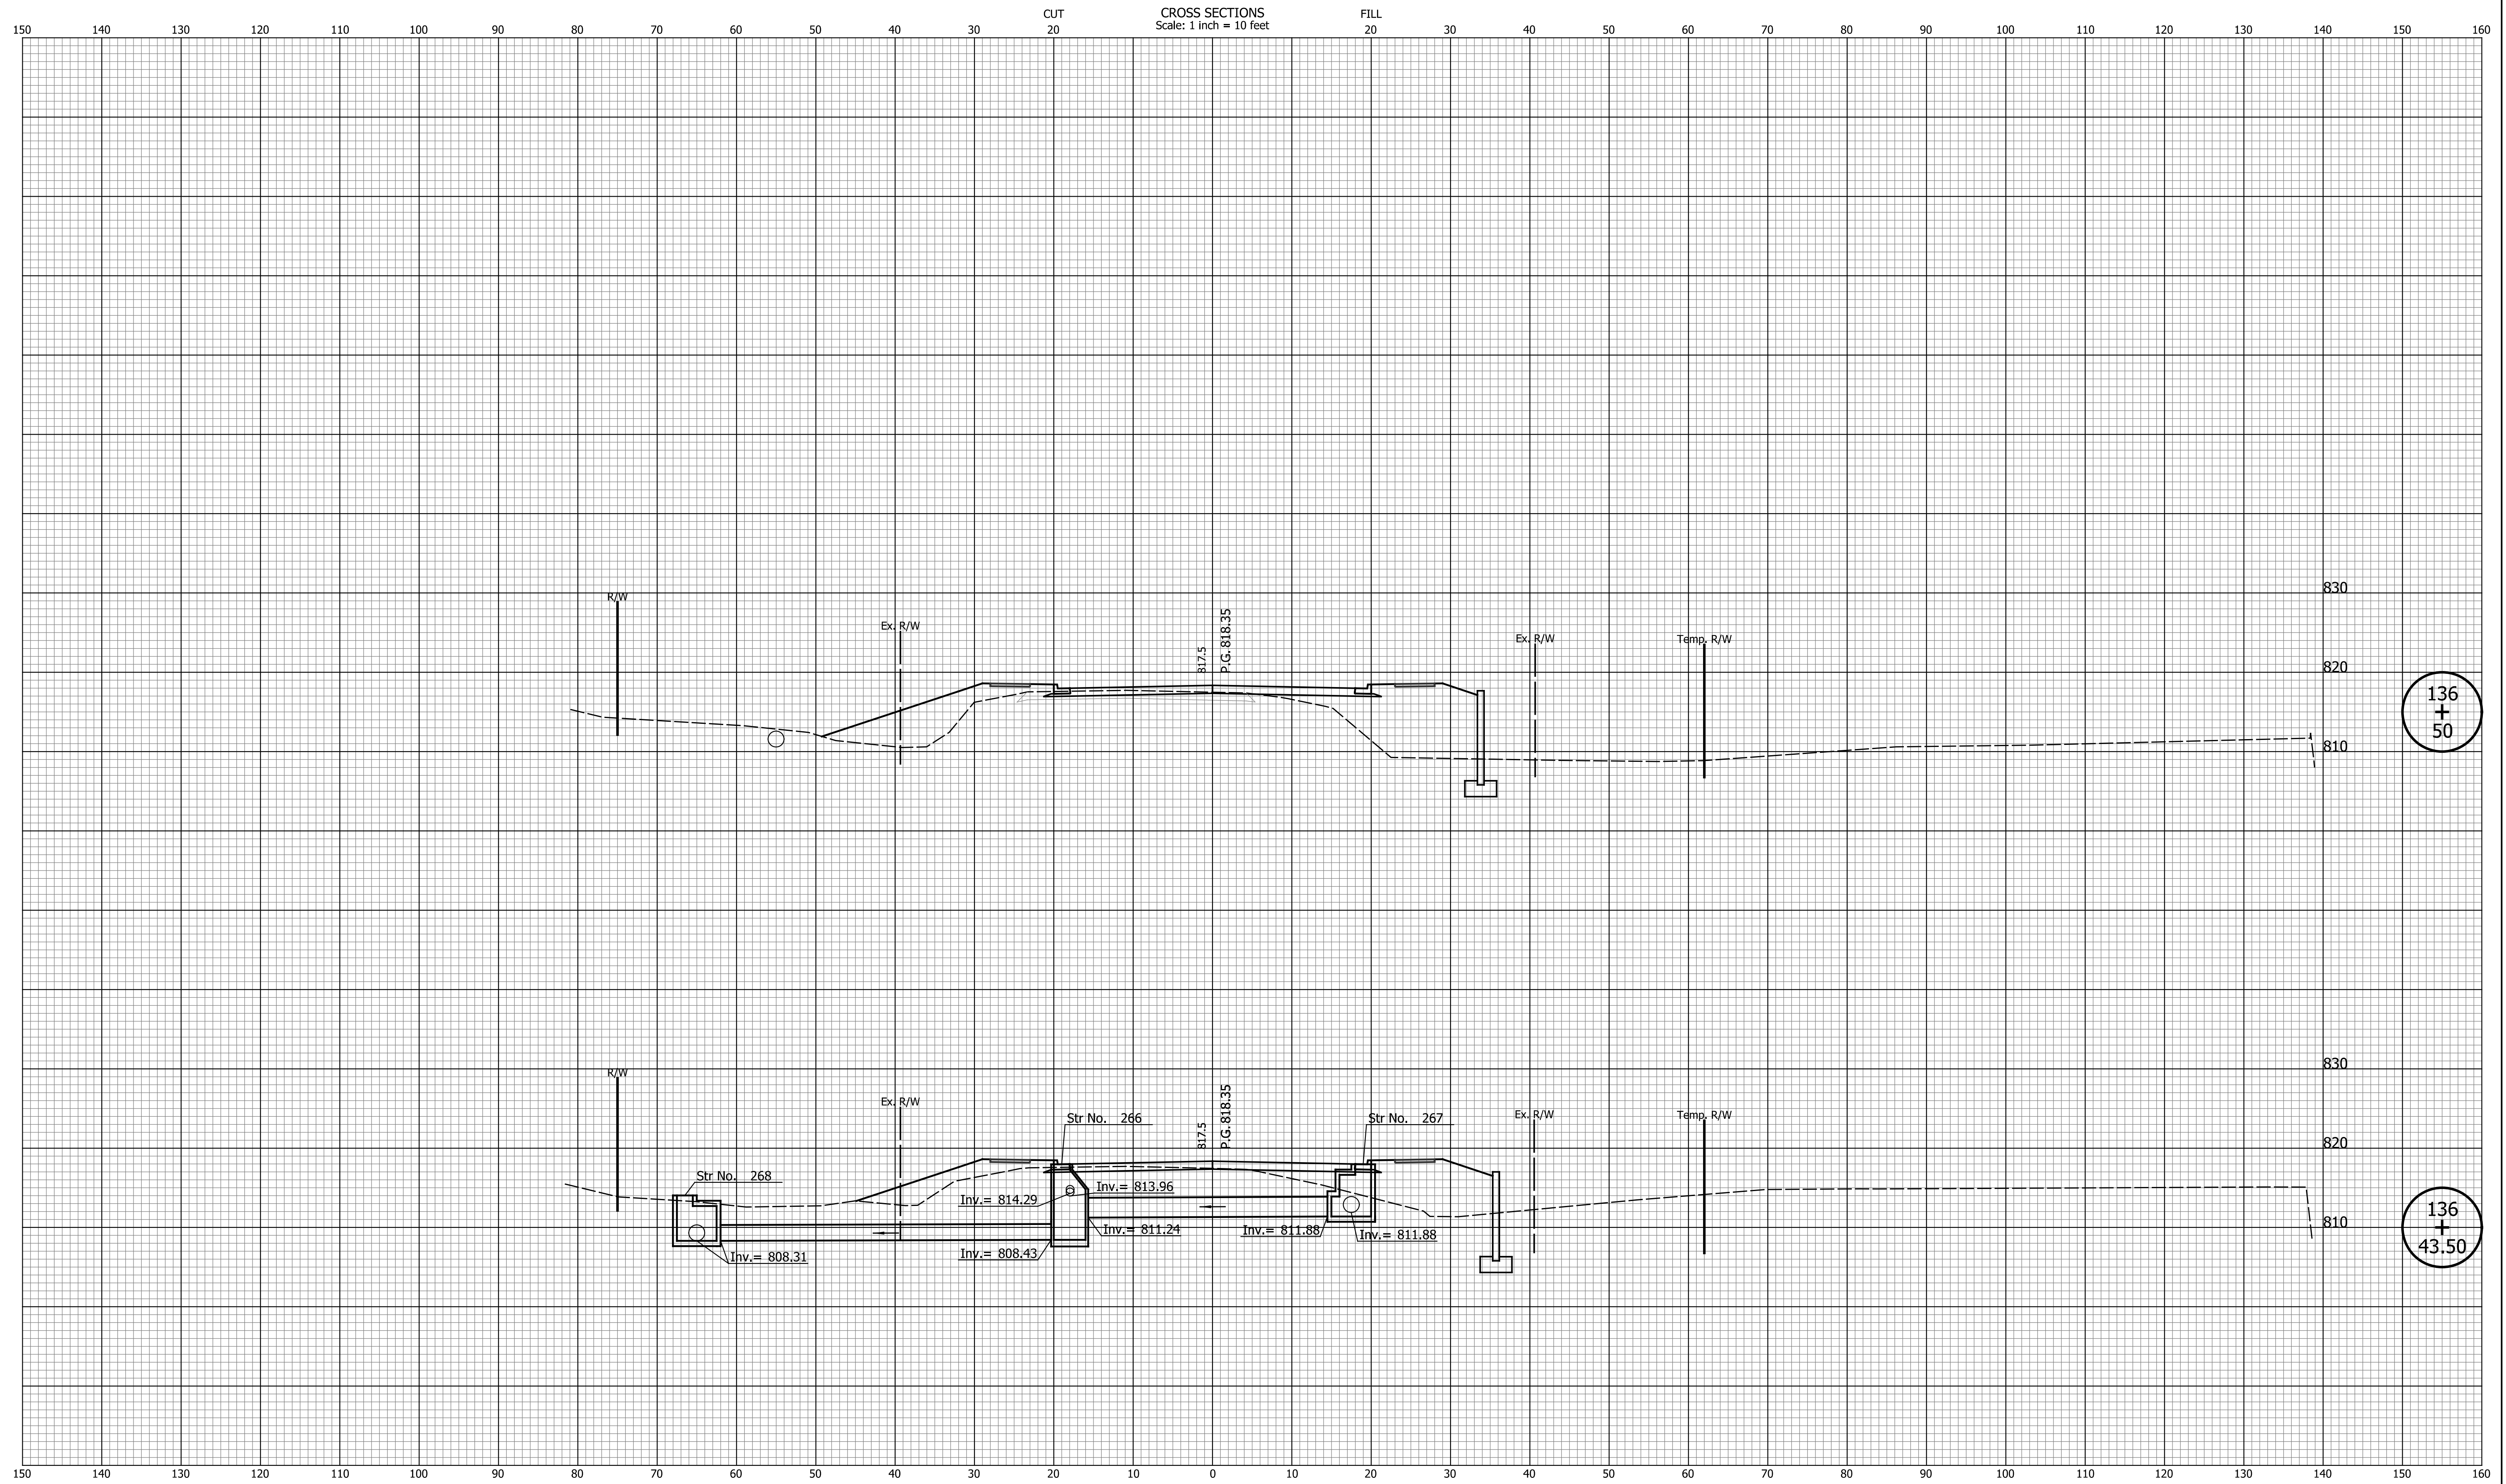 CUT CROSS SECTIONS FILL
Scale: 1 inch = 10 feet
150 140 130 120 110 100 90 80 70 60 50 40 30 20 10 0 10 20 30 40 50 60 70 80 90 100 110 120 130 140 150 160
830
R/W
Ex. R/W
817.5
P.G. 818.35
Ex. R/W
Temp. R/W
820
810
136
+
50
830
R/W
Ex. R/W
Str No. 266
817.5
P.G. 818.35
Str No. 267
Ex. R/W
Temp. R/W
820
Str No. 268
Inv.= 814.29
Inv.= 813.96
Inv.= 811.24
Inv.= 811.88
Inv.= 811.88
Inv.= 808.31
Inv.= 808.43
810
136
+
43.50
150 140 130 120 110 100 90 80 70 60 50 40 30 20 10 0 10 20 30 40 50 60 70 80 90 100 110 120 130 140 150 160